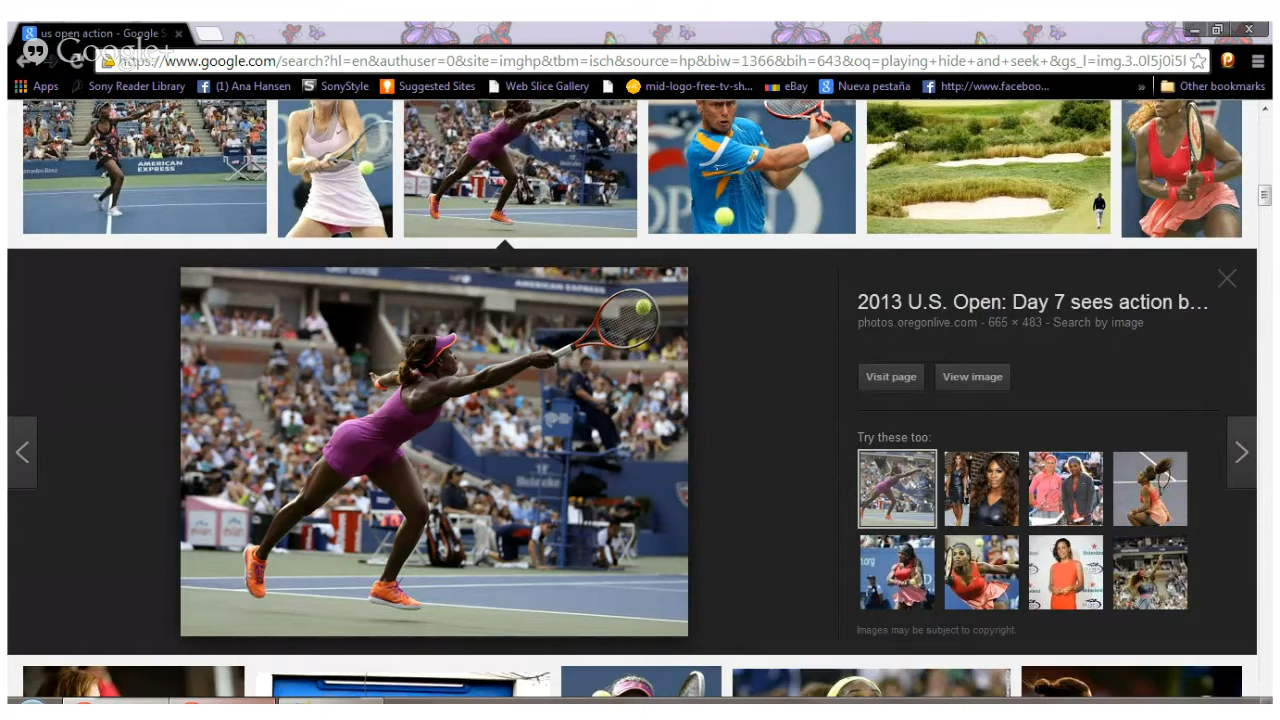 us open action - Google S
Google+
https://www.google.com/search?hl=en&authuser=0&site=imghp&tbm=isch&source=hp&biw=1366&bih=643&oq=playing+hide+and+seek+&gs_l=img.3..0l5j0i5l
Apps Sony Reader Library (1) Ana Hansen SonyStyle Suggested Sites Web Slice Gallery mid-logo-free-tv-sh... eBay Nueva pestaña http://www.faceboo... » Other bookmarks
AMERICAN EXPRESS
AMERICAN EXPRESS
2013 U.S. Open: Day 7 sees action b...
photos.oregonlive.com - 665 × 483 - Search by image
Visit page View image
Try these too:
Heineken
Images may be subject to copyright.